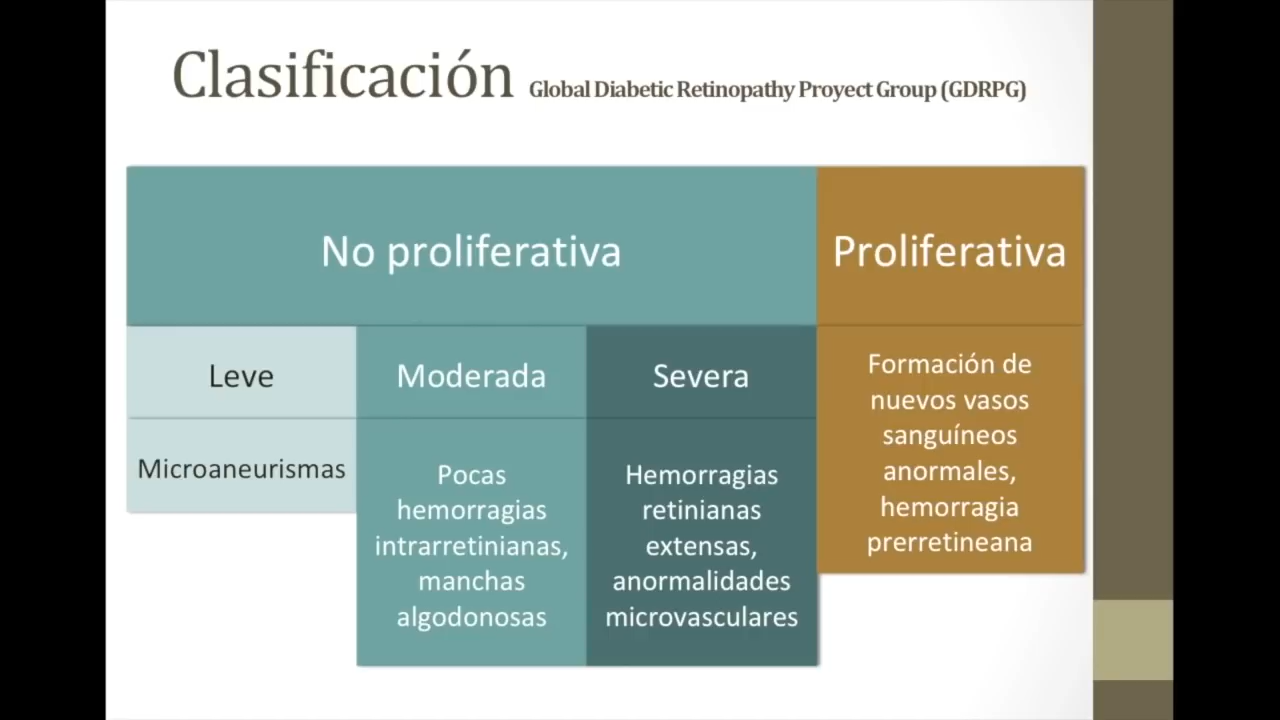 Clasificación Global Diabetic Retinopathy Proyect Group (GDRPG)
No proliferativa
Proliferativa
Leve
Moderada
Severa
Microaneurismas
Pocas
hemorragias
intrarretinianas,
manchas
algodonosas
Hemorragias
retinianas
extensas,
anormalidades
microvasculares
Formación de
nuevos vasos
sanguíneos
anormales,
hemorragia
prerretineana